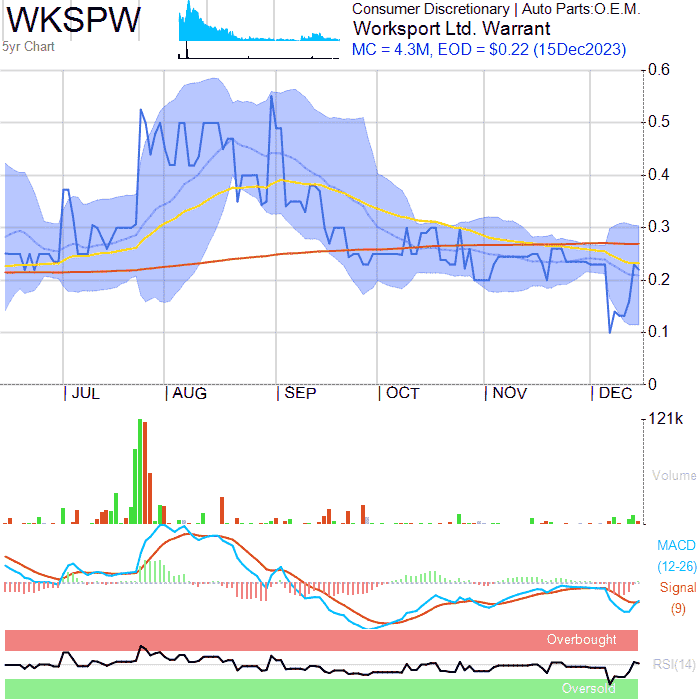 WKSPW
5yr Chart
Consumer Discretionary | Auto Parts:O.E.M.
Worksport Ltd. Warrant
MC = 4.3M, EOD = $0.22 (15Dec2023)
0.6
0.5
0.4
0.3
0.2
0.1
0
JUL AUG SEP OCT NOV DEC
121k
Volume
MACD
(12-26)
Signal
(9)
Overbought
RSI(14)
Oversold